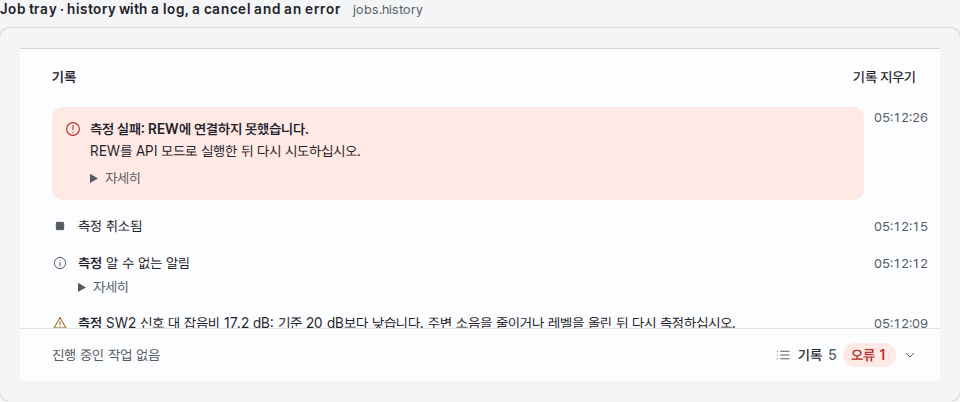 Job tray · history with a log, a cancel and an error jobs.history
기록 기록 지우기
측정 실패: REW에 연결하지 못했습니다. 05:12:26
REW를 API 모드로 실행한 뒤 다시 시도하십시오.
▶ 자세히
측정 취소됨 05:12:15
측정 알 수 없는 알림 05:12:12
▶ 자세히
측정 SW2 신호 대 잡음비 17.2 dB: 기준 20 dB보다 낮습니다. 주변 소음을 줄이거나 레벨을 올린 뒤 다시 측정하십시오. 05:12:09
진행 중인 작업 없음 기록 5 오류 1